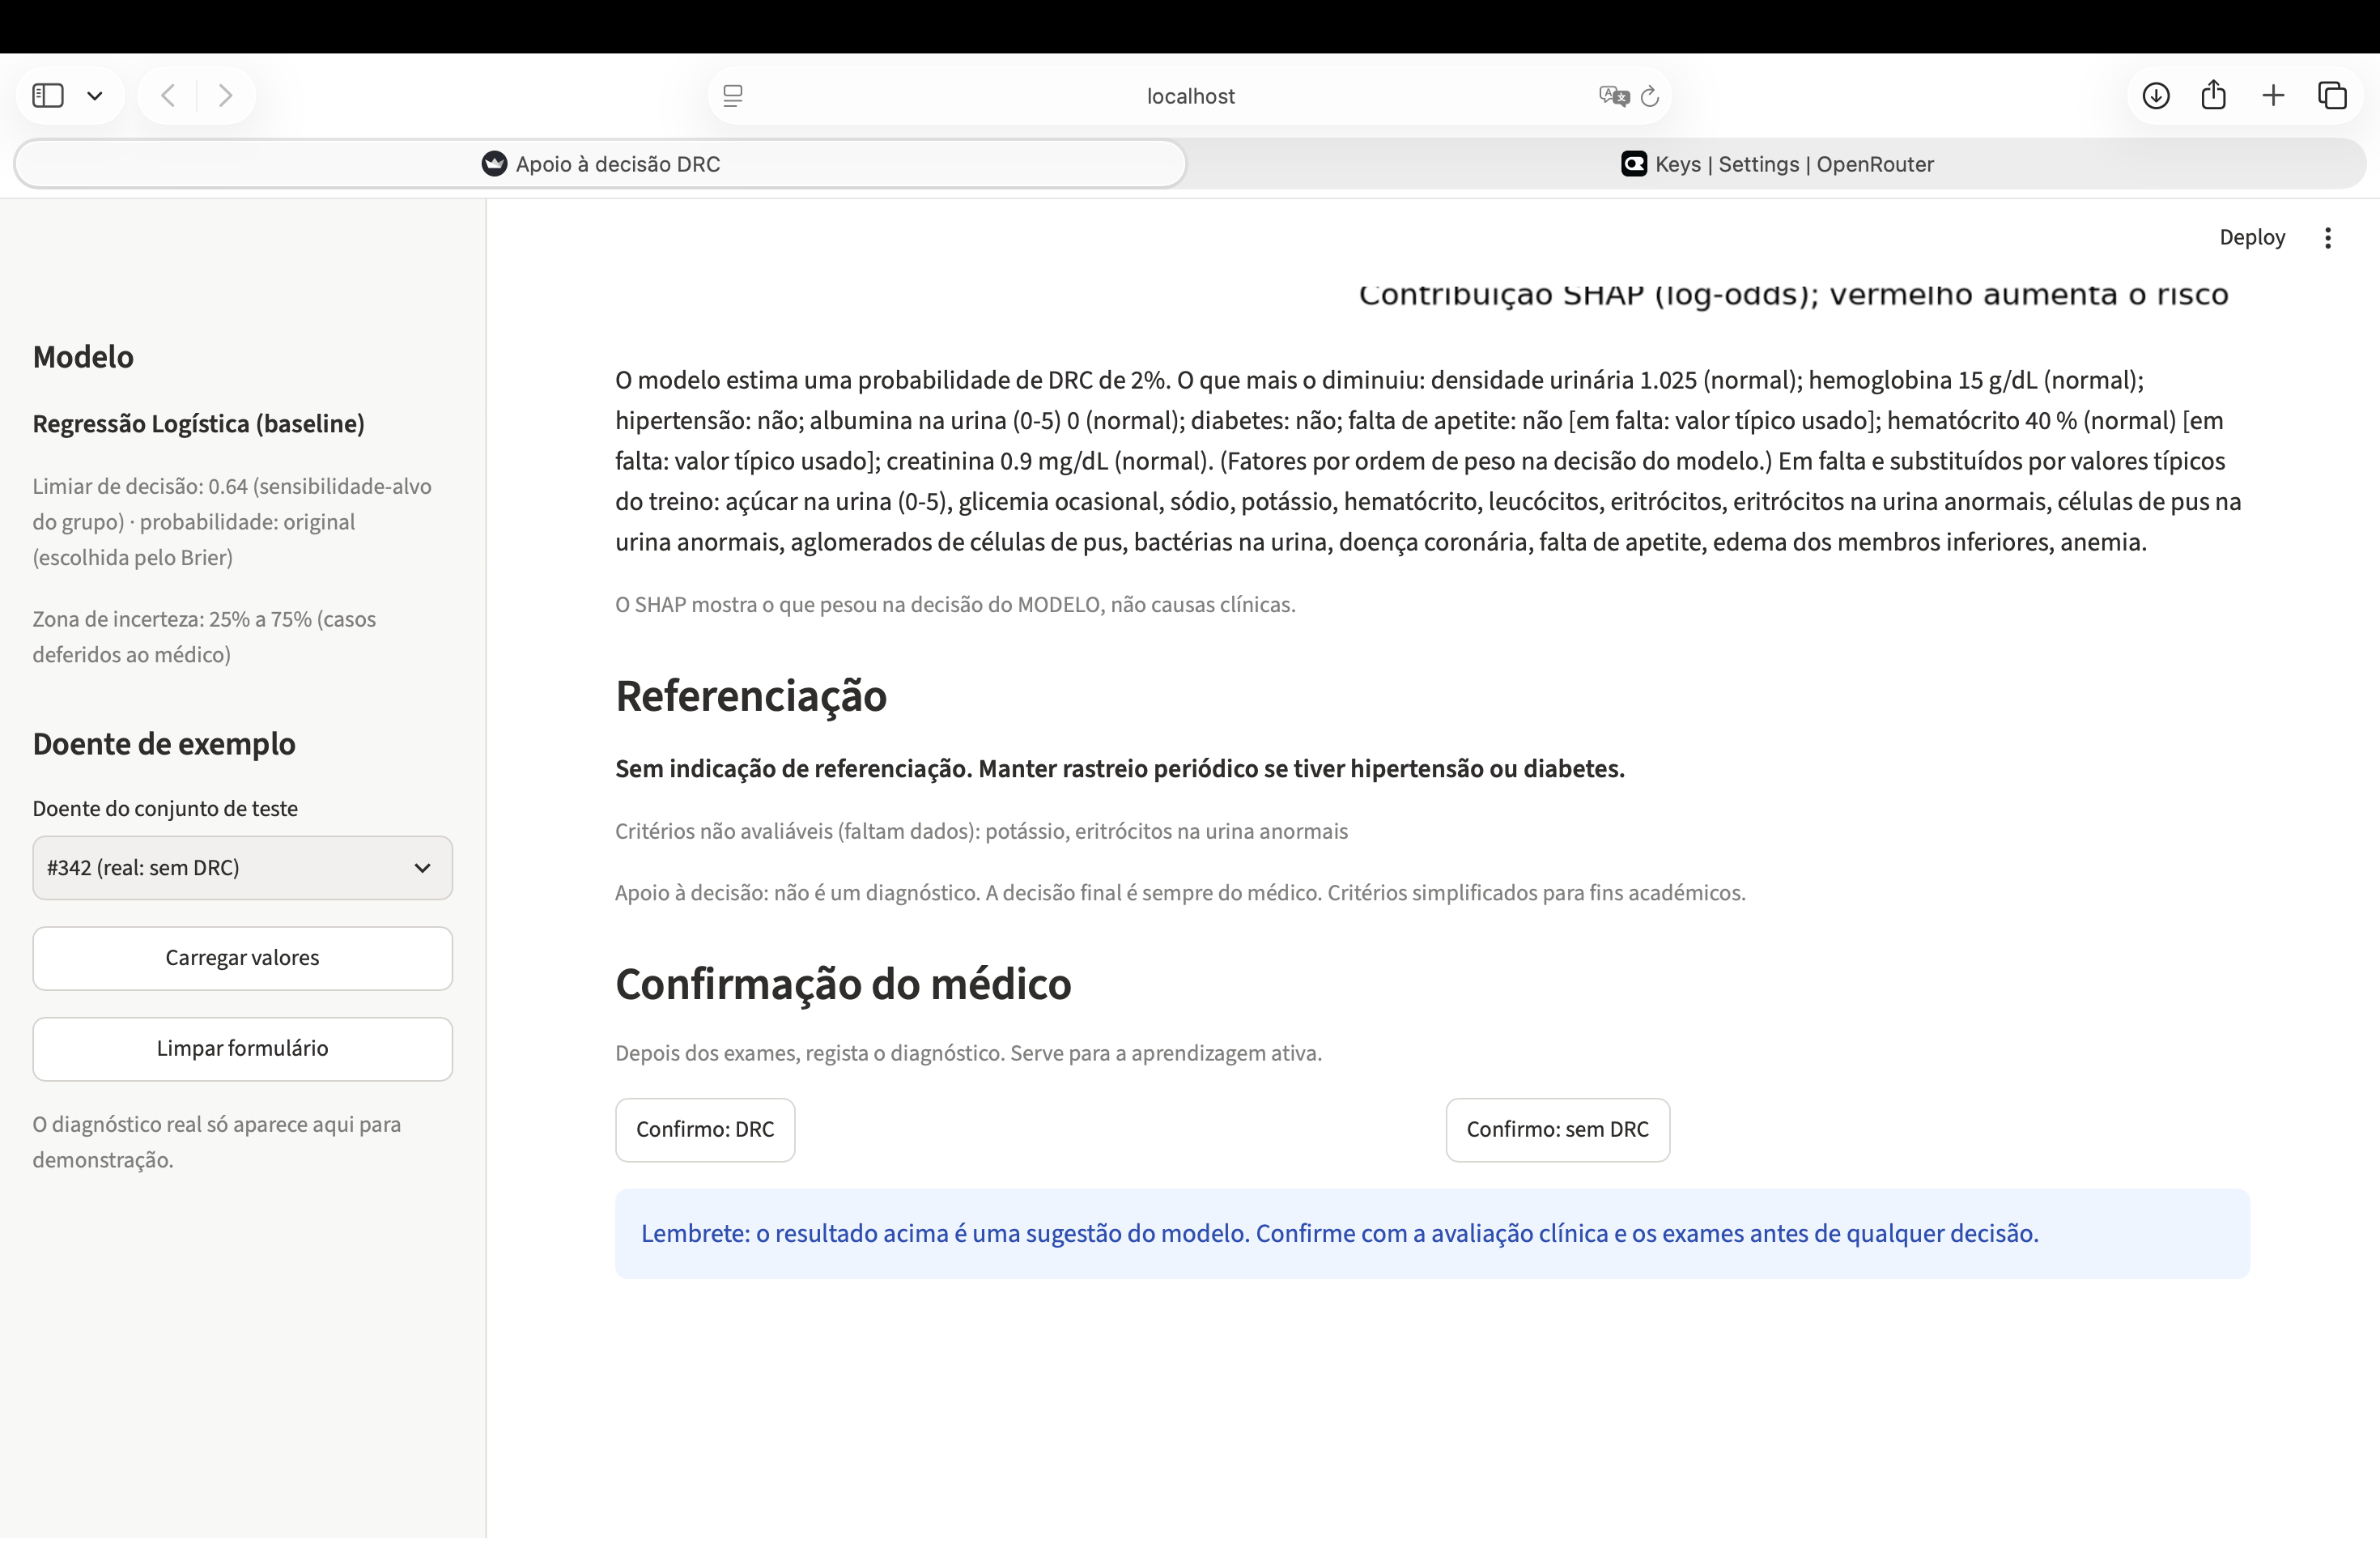 localhost
Apoio à decisão DRC
Keys | Settings | OpenRouter
Deploy
Modelo
Regressão Logística (baseline)
Limiar de decisão: 0.64 (sensibilidade-alvo
do grupo) · probabilidade: original
(escolhida pelo Brier)
Zona de incerteza: 25% a 75% (casos
deferidos ao médico)
Doente de exemplo
Doente do conjunto de teste
#342 (real: sem DRC)
Carregar valores
Limpar formulário
O diagnóstico real só aparece aqui para
demonstração.
Contribuição SHAP (log-odds); vermelho aumenta o risco
O modelo estima uma probabilidade de DRC de 2%. O que mais o diminuiu: densidade urinária 1.025 (normal); hemoglobina 15 g/dL (normal);
hipertensão: não; albumina na urina (0-5) 0 (normal); diabetes: não; falta de apetite: não [em falta: valor típico usado]; hematócrito 40 % (normal) [em
falta: valor típico usado]; creatinina 0.9 mg/dL (normal). (Fatores por ordem de peso na decisão do modelo.) Em falta e substituídos por valores típicos
do treino: açúcar na urina (0-5), glicemia ocasional, sódio, potássio, hematócrito, leucócitos, eritrócitos, eritrócitos na urina anormais, células de pus na
urina anormais, aglomerados de células de pus, bactérias na urina, doença coronária, falta de apetite, edema dos membros inferiores, anemia.
O SHAP mostra o que pesou na decisão do MODELO, não causas clínicas.
Referenciação
Sem indicação de referenciação. Manter rastreio periódico se tiver hipertensão ou diabetes.
Critérios não avaliáveis (faltam dados): potássio, eritrócitos na urina anormais
Apoio à decisão: não é um diagnóstico. A decisão final é sempre do médico. Critérios simplificados para fins académicos.
Confirmação do médico
Depois dos exames, regista o diagnóstico. Serve para a aprendizagem ativa.
Confirmo: DRC
Confirmo: sem DRC
Lembrete: o resultado acima é uma sugestão do modelo. Confirme com a avaliação clínica e os exames antes de qualquer decisão.